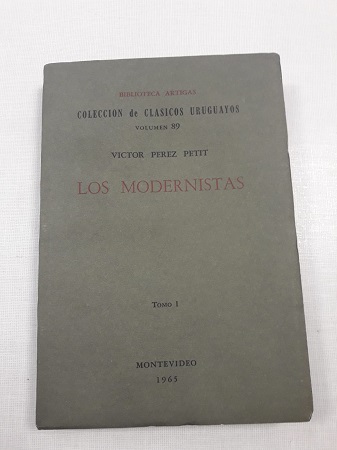 BIBLIOTECA ARTIGAS
COLECCION de CLASICOS URUGUAYOS
VOLUMEN 89
VICTOR PEREZ PETIT
LOS MODERNISTAS
Tomo I
MONTEVIDEO
1965